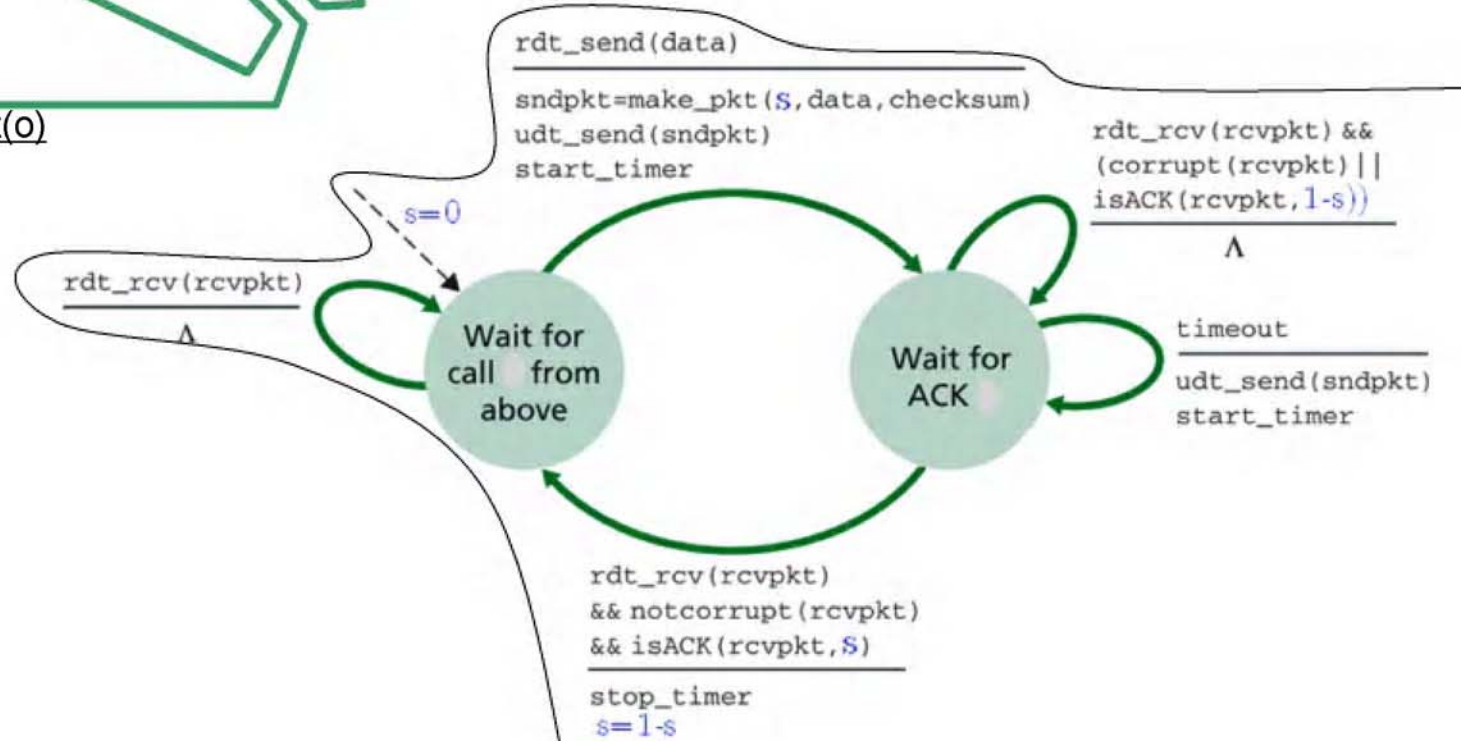 rdt_send(data)
sndpkt=make_pkt(s,data,checksum)
udt_send(sndpkt)
start_timer
(0)
rdt_rcv(rcvpkt) &&
(corrupt(rcvpkt)||
isACK(rcvpkt,1-s))
Λ
s=0
rdt_rcv(rcvpkt)
Λ
Wait for
call from
above
Wait for
ACK
timeout
udt_send(sndpkt)
start_timer
rdt_rcv(rcvpkt)
&& notcorrupt(rcvpkt)
&& isACK(rcvpkt,s)
stop_timer
s=1-s